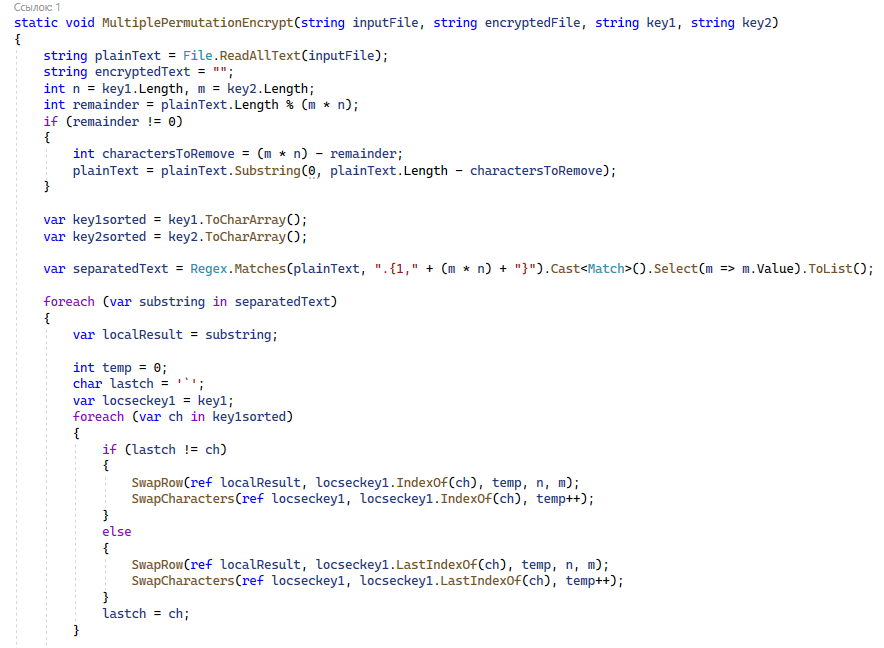 Ссылок: 1
static void MultiplePermutationEncrypt(string inputFile, string encryptedFile, string key1, string key2)
{
    string plainText = File.ReadAllText(inputFile);
    string encryptedText = "";
    int n = key1.Length, m = key2.Length;
    int remainder = plainText.Length % (m * n);
    if (remainder != 0)
    {
        int charactersToRemove = (m * n) - remainder;
        plainText = plainText.Substring(0, plainText.Length - charactersToRemove);
    }

    var key1sorted = key1.ToCharArray();
    var key2sorted = key2.ToCharArray();

    var separatedText = Regex.Matches(plainText, ".{1," + (m * n) + "}").Cast<Match>().Select(m => m.Value).ToList();

    foreach (var substring in separatedText)
    {
        var localResult = substring;

        int temp = 0;
        char lastch = '`';
        var locseckey1 = key1;
        foreach (var ch in key1sorted)
        {
            if (lastch != ch)
            {
                SwapRow(ref localResult, locseckey1.IndexOf(ch), temp, n, m);
                SwapCharacters(ref locseckey1, locseckey1.IndexOf(ch), temp++);
            }
            else
            {
                SwapRow(ref localResult, locseckey1.LastIndexOf(ch), temp, n, m);
                SwapCharacters(ref locseckey1, locseckey1.LastIndexOf(ch), temp++);
            }
            lastch = ch;
        }